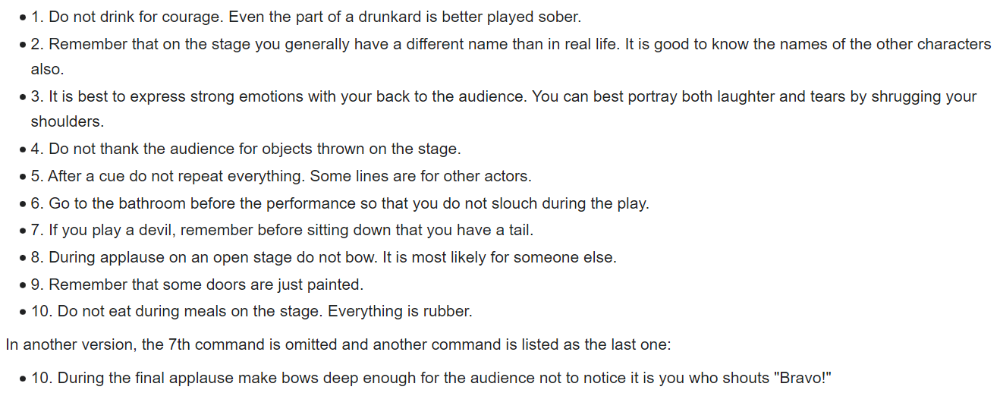 • 1. Do not drink for courage. Even the part of a drunkard is better played sober.
• 2. Remember that on the stage you generally have a different name than in real life. It is good to know the names of the other characters
also.
• 3. It is best to express strong emotions with your back to the audience. You can best portray both laughter and tears by shrugging your
shoulders.
• 4. Do not thank the audience for objects thrown on the stage.
• 5. After a cue do not repeat everything. Some lines are for other actors.
• 6. Go to the bathroom before the performance so that you do not slouch during the play.
• 7. If you play a devil, remember before sitting down that you have a tail.
• 8. During applause on an open stage do not bow. It is most likely for someone else.
• 9. Remember that some doors are just painted.
• 10. Do not eat during meals on the stage. Everything is rubber.
In another version, the 7th command is omitted and another command is listed as the last one:
• 10. During the final applause make bows deep enough for the audience not to notice it is you who shouts "Bravo!"